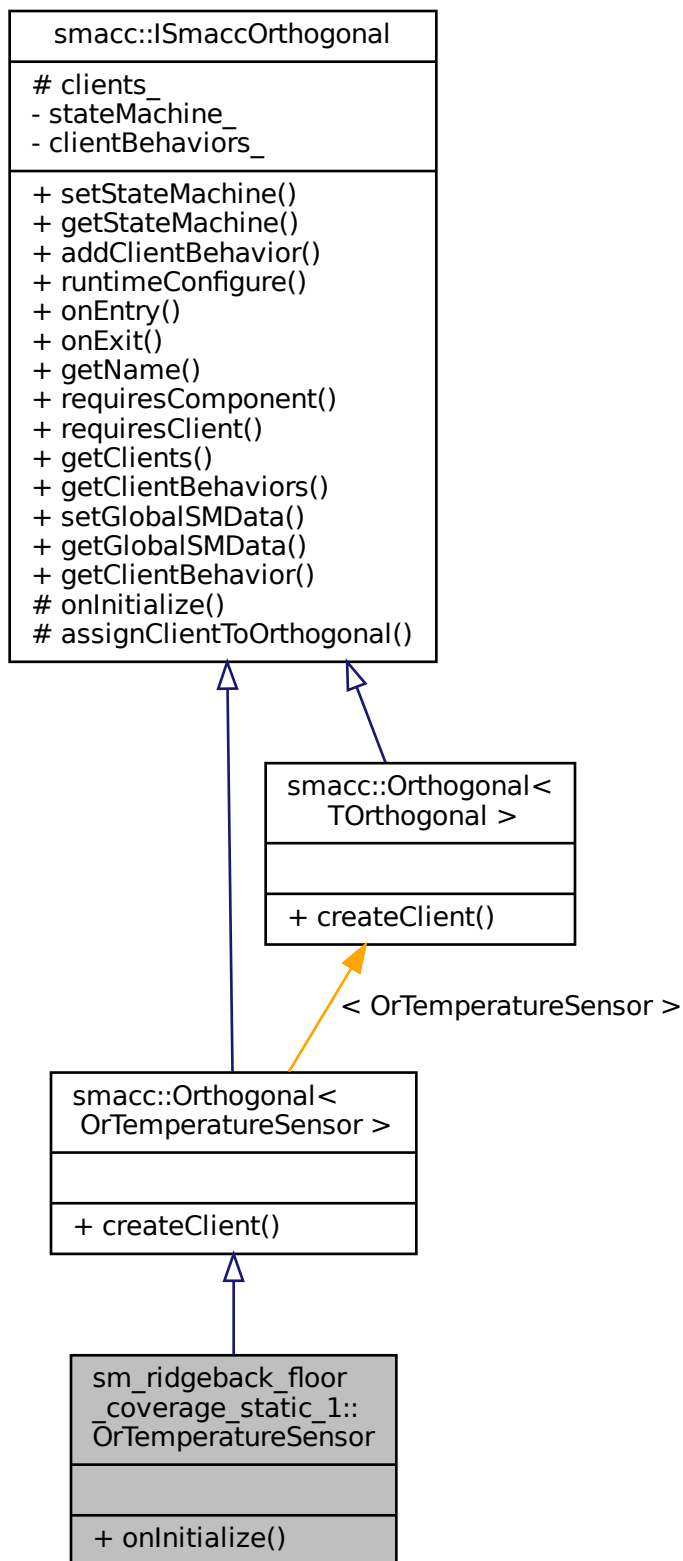 smacc::ISmaccOrthogonal
# clients_
- stateMachine_
- clientBehaviors_
+ setStateMachine()
+ getStateMachine()
+ addClientBehavior()
+ runtimeConfigure()
+ onEntry()
+ onExit()
+ getName()
+ requiresComponent()
+ requiresClient()
+ getClients()
+ getClientBehaviors()
+ setGlobalSMData()
+ getGlobalSMData()
+ getClientBehavior()
# onInitialize()
# assignClientToOrthogonal()
smacc::Orthogonal<
TOrthogonal >
+ createClient()
< OrTemperatureSensor >
smacc::Orthogonal<
OrTemperatureSensor >
+ createClient()
sm_ridgeback_floor
_coverage_static_1::
OrTemperatureSensor
+ onInitialize()